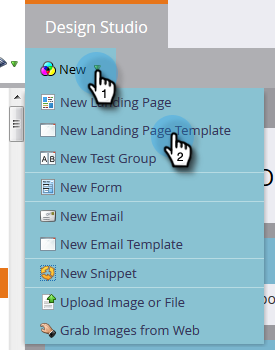 Design Studio
New
1
New Landing Page
New Landing Page Template
2
A B New Test Group
New Form
New Email
New Email Template
New Snippet
Upload Image or File
Grab Images from Web